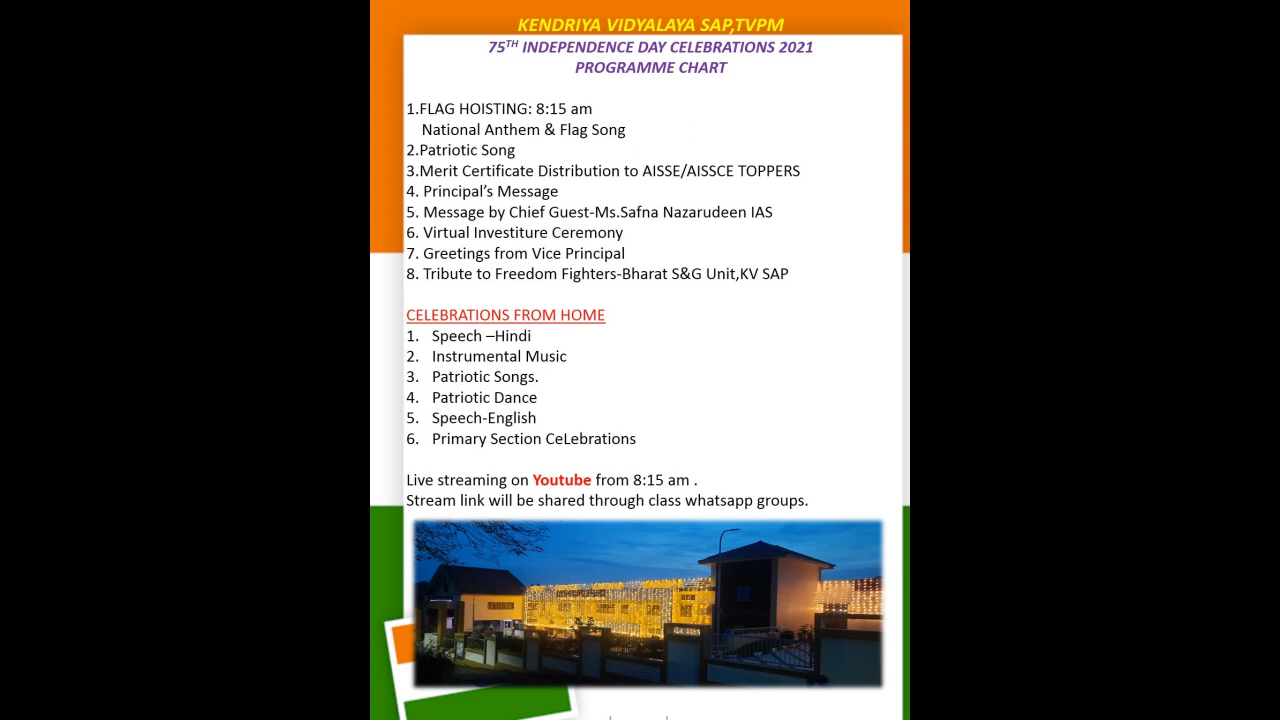 KENDRIYA VIDYALAYA SAP,TVPM
75TH INDEPENDENCE DAY CELEBRATIONS 2021
PROGRAMME CHART
1.FLAG HOISTING: 8:15 am
National Anthem & Flag Song
2.Patriotic Song
3.Merit Certificate Distribution to AISSE/AISSCE TOPPERS
4. Principal’s Message
5. Message by Chief Guest-Ms.Safna Nazarudeen IAS
6. Virtual Investiture Ceremony
7. Greetings from Vice Principal
8. Tribute to Freedom Fighters-Bharat S&G Unit,KV SAP
CELEBRATIONS FROM HOME
1. Speech –Hindi
2. Instrumental Music
3. Patriotic Songs.
4. Patriotic Dance
5. Speech-English
6. Primary Section CeLebrations
Live streaming on Youtube from 8:15 am .
Stream link will be shared through class whatsapp groups.